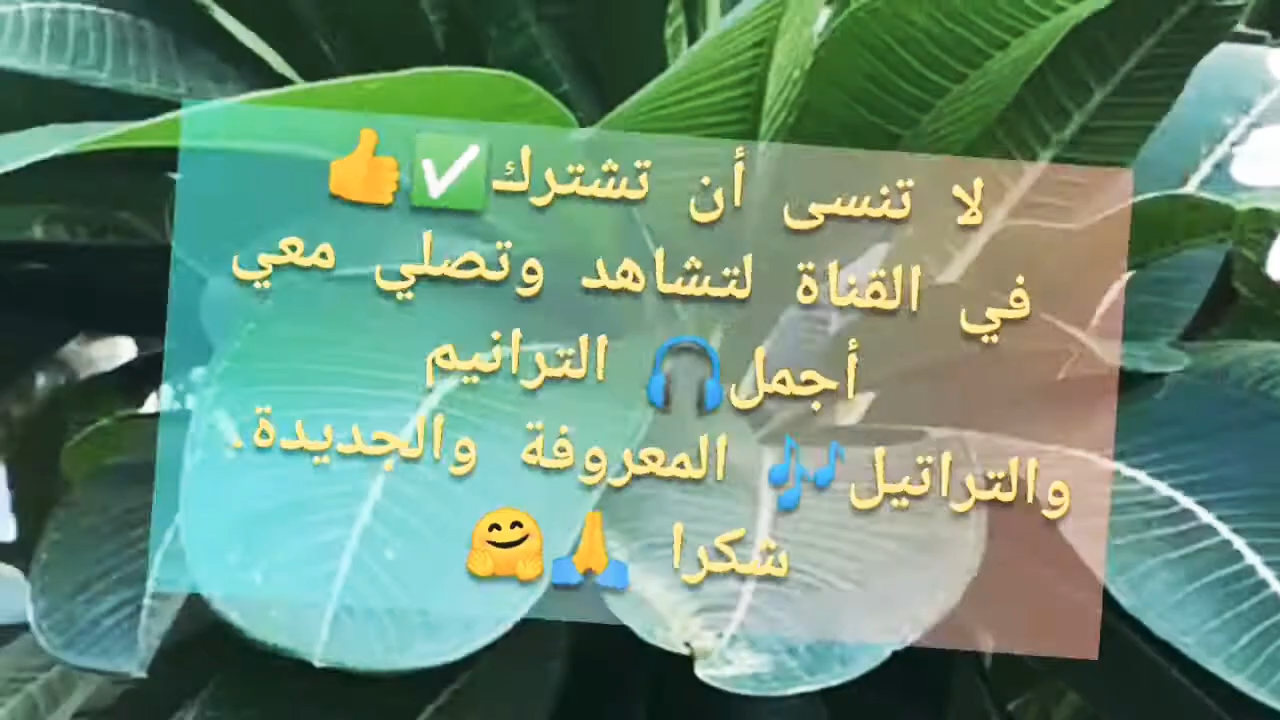 لا تنسى أن تشترك✅👍
في القناة لتشاهد وتصلي معي
أجمل🎧 الترانيم
والتراتيل🎶 المعروفة والجديدة.
شكرا 🙏🤗